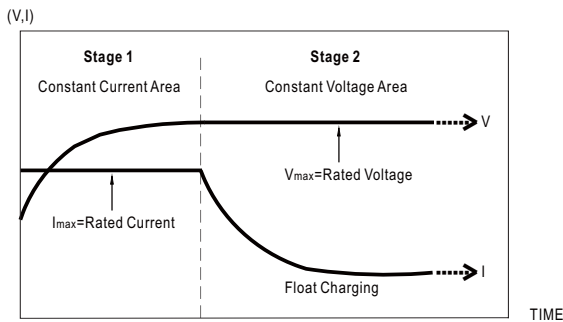 (V,I)
Stage 1
Stage 2
Constant Current Area
Constant Voltage Area
V
Vmax=Rated Voltage
Imax=Rated Current
I
Float Charging
TIME